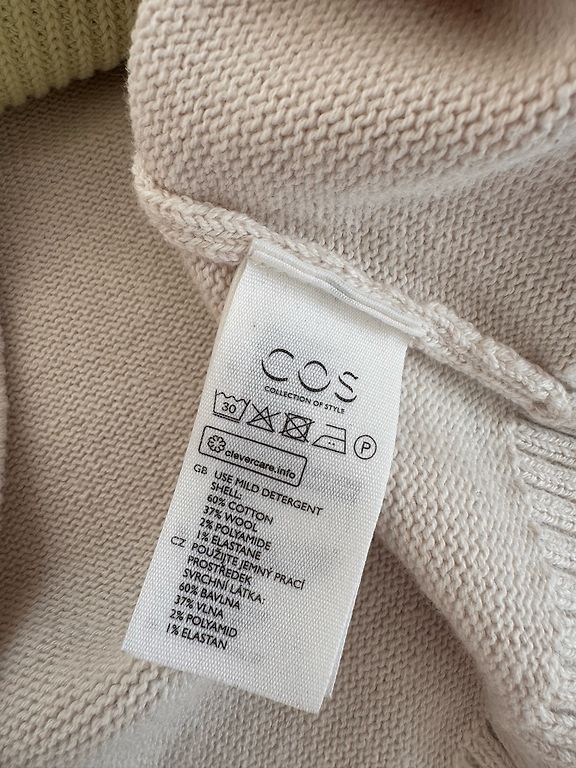 COS
COLLECTION OF STYLE
30 P
clevercare.info
GB USE MILD DETERGENT
SHELL:
60% COTTON
37% WOOL
2% POLYAMIDE
1% ELASTANE
CZ POUŽIJTE JEMNÝ PRACÍ
PROSTŘEDEK
SVRCHNÍ LÁTKA:
60% BAVLNA
37% VLNA
2% POLYAMID
1% ELASTAN